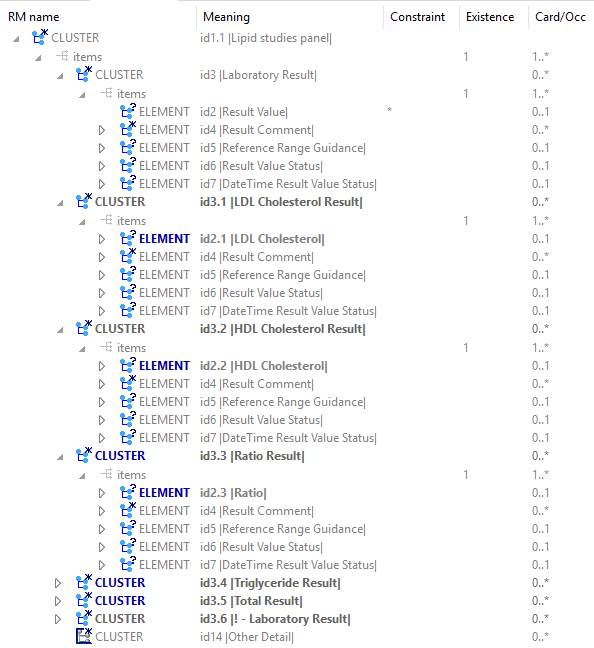 RM name Meaning Constraint Existence Card/Occ
CLUSTER id1.1 |Lipid studies panel|
items 1 1..*
CLUSTER id3 |Laboratory Result| 0..*
items 1 1..*
ELEMENT id2 |Result Value| * 0..1
ELEMENT id4 |Result Comment| 0..*
ELEMENT id5 |Reference Range Guidance| 0..1
ELEMENT id6 |Result Value Status| 0..1
ELEMENT id7 |DateTime Result Value Status| 0..1
CLUSTER id3.1 |LDL Cholesterol Result| 0..*
items 1 1..*
ELEMENT id2.1 |LDL Cholesterol| 0..1
ELEMENT id4 |Result Comment| 0..*
ELEMENT id5 |Reference Range Guidance| 0..1
ELEMENT id6 |Result Value Status| 0..1
ELEMENT id7 |DateTime Result Value Status| 0..1
CLUSTER id3.2 |HDL Cholesterol Result| 0..*
items 1 1..*
ELEMENT id2.2 |HDL Cholesterol| 0..1
ELEMENT id4 |Result Comment| 0..*
ELEMENT id5 |Reference Range Guidance| 0..1
ELEMENT id6 |Result Value Status| 0..1
ELEMENT id7 |DateTime Result Value Status| 0..1
CLUSTER id3.3 |Ratio Result| 0..*
items 1 1..*
ELEMENT id2.3 |Ratio| 0..1
ELEMENT id4 |Result Comment| 0..*
ELEMENT id5 |Reference Range Guidance| 0..1
ELEMENT id6 |Result Value Status| 0..1
ELEMENT id7 |DateTime Result Value Status| 0..1
CLUSTER id3.4 |Triglyceride Result| 0..*
CLUSTER id3.5 |Total Result| 0..*
CLUSTER id3.6 |! - Laboratory Result| 0..*
CLUSTER id14 |Other Detail| 0..*